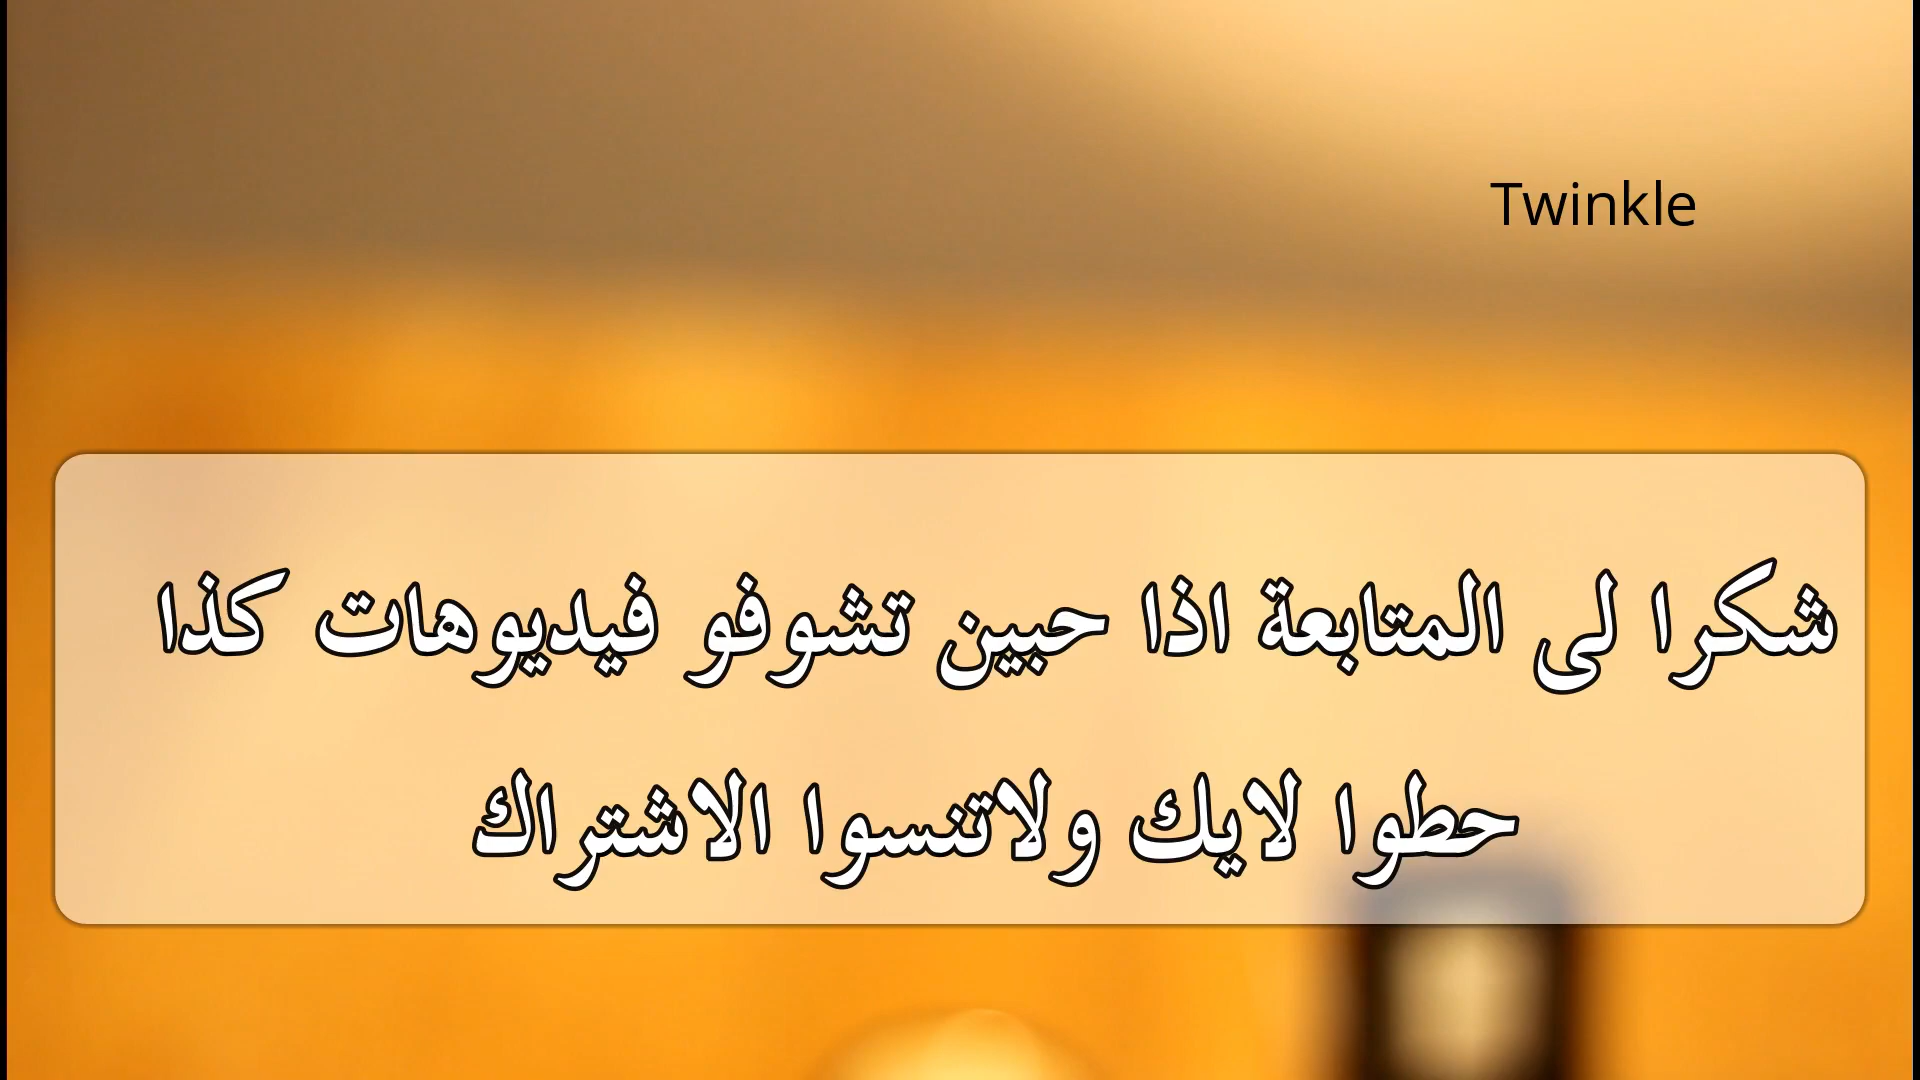 Twinkle
شكرا لى المتابعة اذا حبين تشوفو فيديوهات كذا
حطوا لايك ولاتنسوا الاشتراك